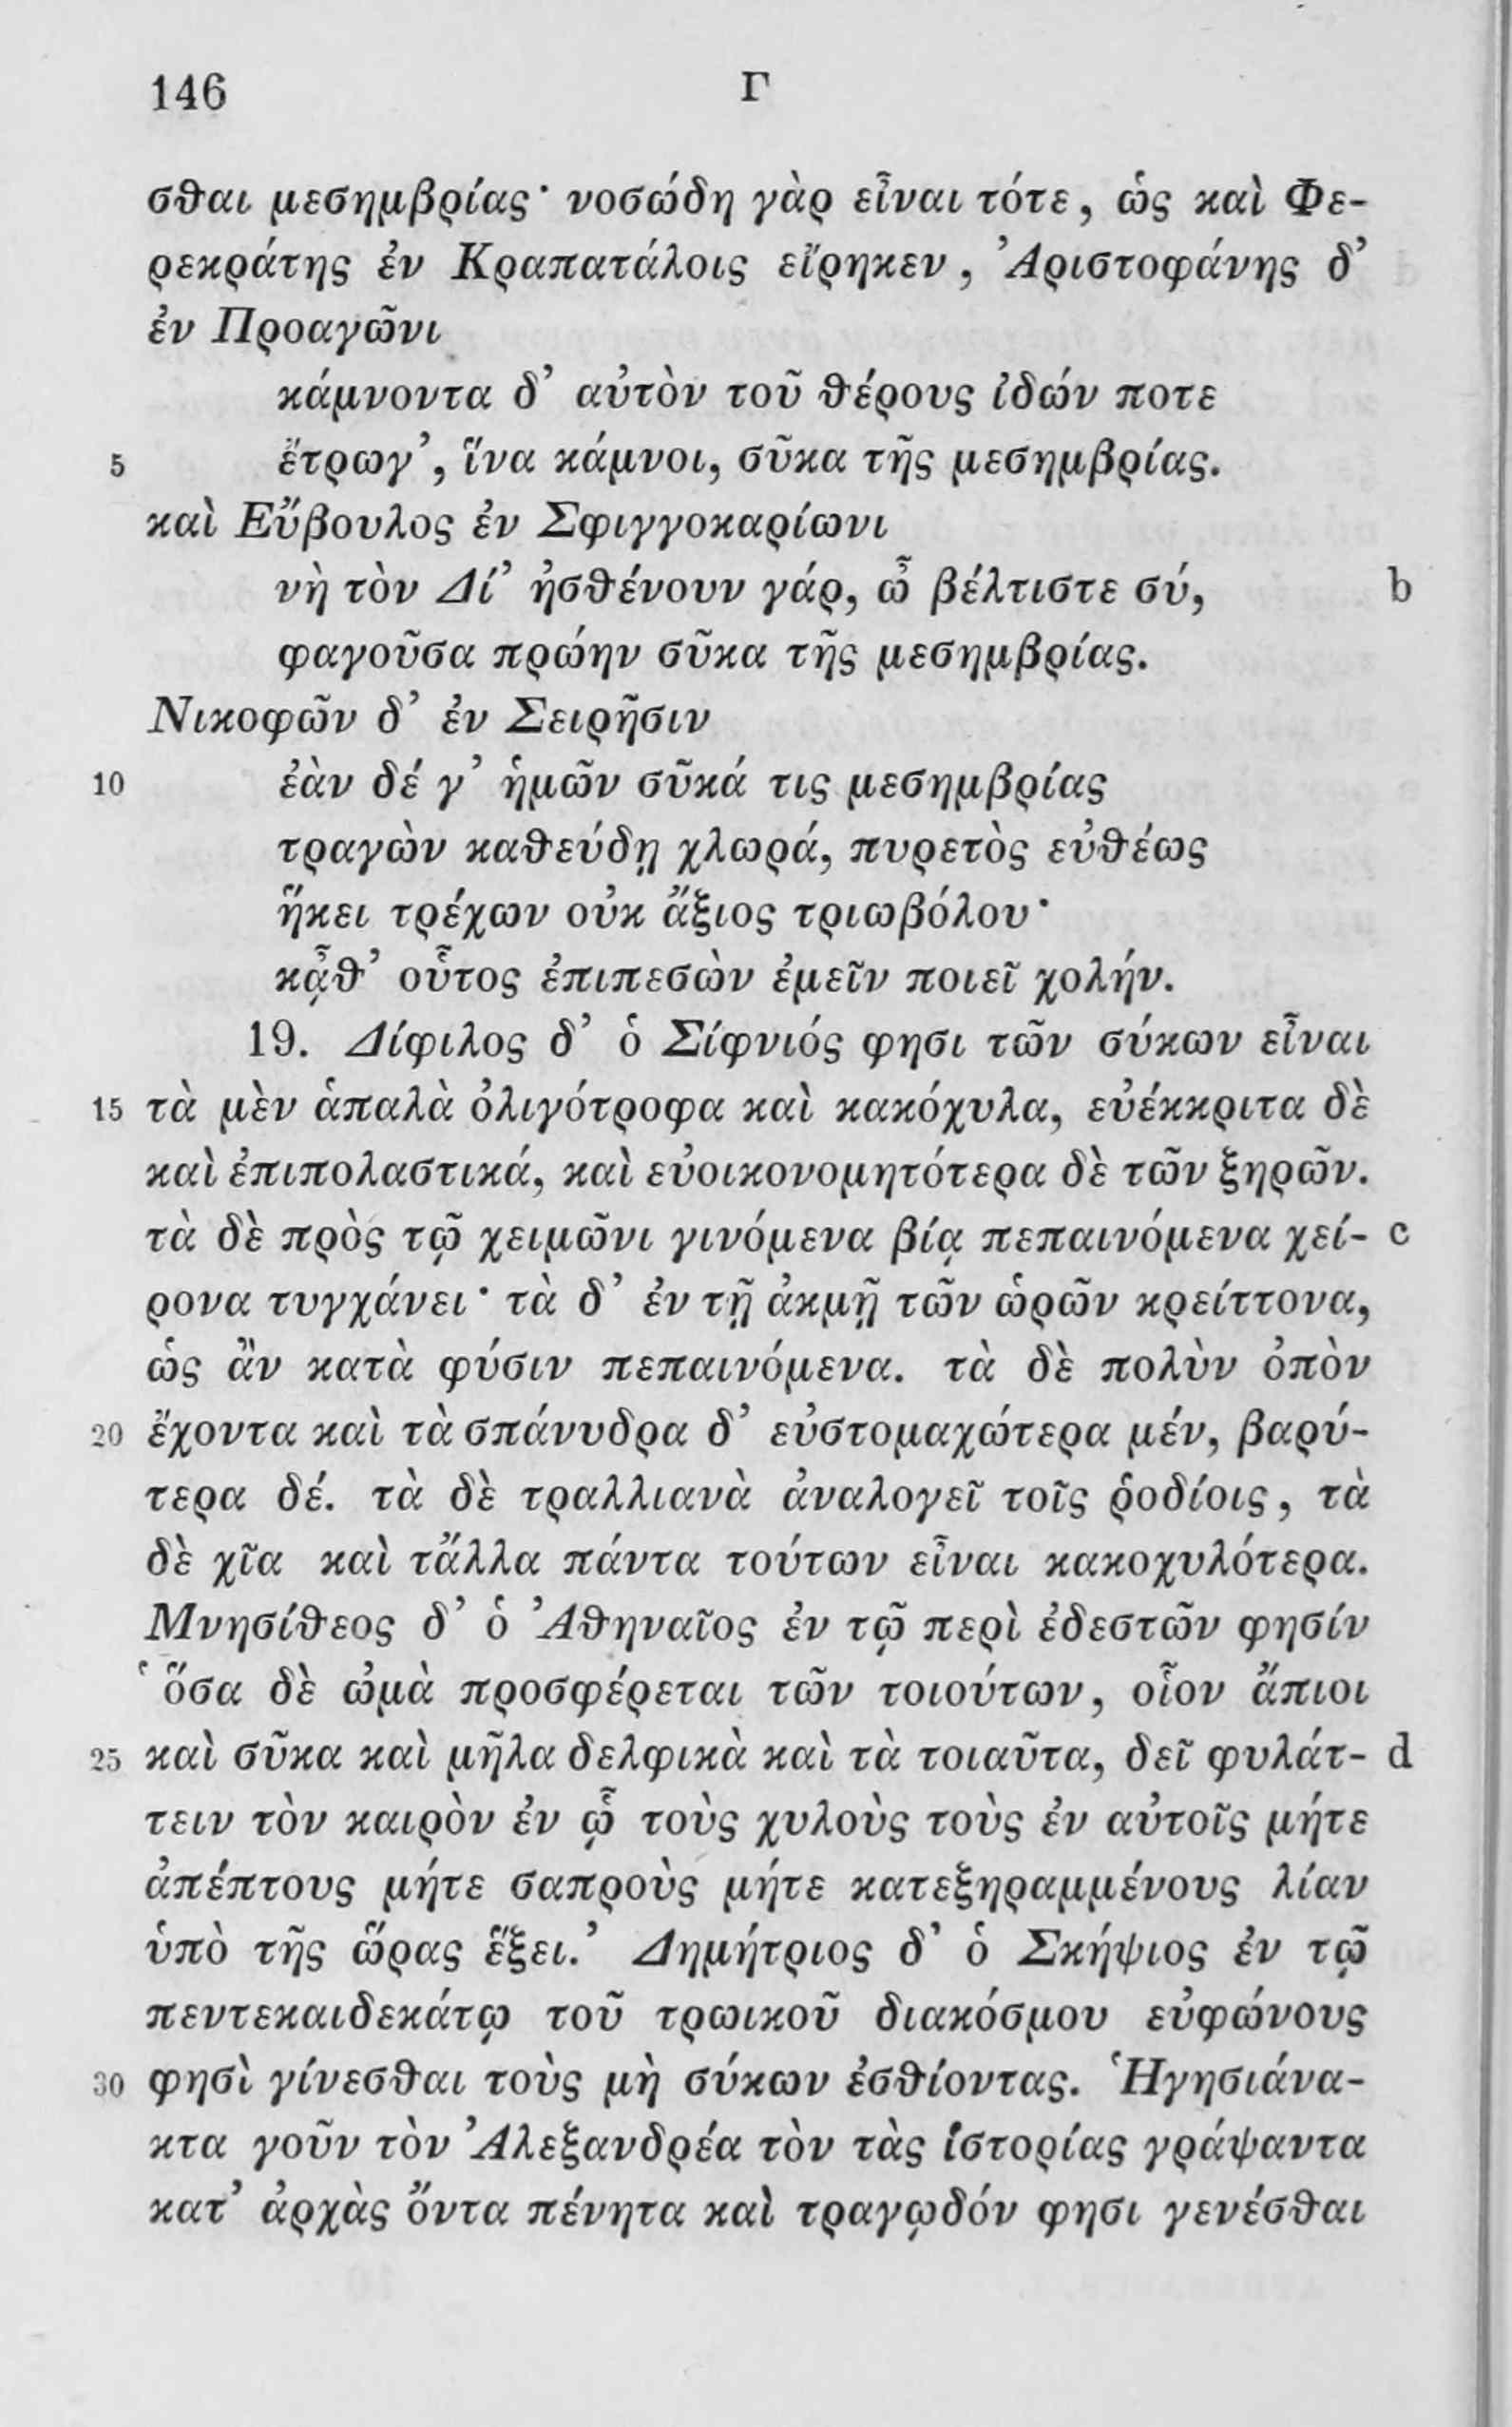 146 Γ
σθαι μεσημβρίας· νοσώδη γὰρ εἶναι τότε, ὡς καὶ Φε-
ρεκράτης ἐν Κραπατάλοις εἴρηκεν, Ἀριστοφάνης δ’
ἐν Προαγῶνι
κάμνοντα δ’ αὐτὸν τοῦ θέρους ἰδών ποτε
5 ἔτρωγ’, ἵνα κάμνοι, σῦκα τῆς μεσημβρίας.
καὶ Εὔβουλος ἐν Σφιγγοκαρίωνι
νὴ τὸν Δί’ ἠσθένουν γάρ, ὦ βέλτιστε σύ, b
φαγοῦσα πρώην σῦκα τῆς μεσημβρίας.
Νικοφῶν δ’ ἐν Σειρῆσιν
10 ἐὰν δέ γ’ ἡμῶν σῦκά τις μεσημβρίας
τραγὼν καθεύδῃ χλωρά, πυρετὸς εὐθέως
ἥκει τρέχων οὐκ ἄξιος τριωβόλου·
κᾆθ’ οὗτος ἐπιπεσὼν ἐμεῖν ποιεῖ χολήν.
19. Δίφιλος δ’ ὁ Σίφνιός φησι τῶν σύκων εἶναι
15 τὰ μὲν ἁπαλὰ ὀλιγότροφα καὶ κακόχυλα, εὐέκκριτα δὲ
καὶ ἐπιπολαστικά, καὶ εὐοικονομητότερα δὲ τῶν ξηρῶν.
τὰ δὲ πρὸς τῷ χειμῶνι γινόμενα βίᾳ πεπαινόμενα χεί- c
ρονα τυγχάνει· τὰ δ’ ἐν τῇ ἀκμῇ τῶν ὡρῶν κρείττονα,
ὡς ἂν κατὰ φύσιν πεπαινόμενα. τὰ δὲ πολὺν ὀπὸν
20 ἔχοντα καὶ τὰ σπάνυδρα δ’ εὐστομαχώτερα μέν, βαρύ-
τερα δέ. τὰ δὲ τραλλιανὰ ἀναλογεῖ τοῖς ῥοδίοις, τὰ
δὲ χῖα καὶ τἄλλα πάντα τούτων εἶναι κακοχυλότερα.
Μνησίθεος δ’ ὁ Ἀθηναῖος ἐν τῷ περὶ ἐδεστῶν φησίν
‘ὅσα δὲ ὠμὰ προσφέρεται τῶν τοιούτων, οἷον ἄπιοι
25 καὶ σῦκα καὶ μῆλα δελφικὰ καὶ τὰ τοιαῦτα, δεῖ φυλάτ- d
τειν τὸν καιρὸν ἐν ᾧ τοὺς χυλοὺς τοὺς ἐν αὐτοῖς μήτε
ἀπέπτους μήτε σαπροὺς μήτε κατεξηραμμένους λίαν
ὑπὸ τῆς ὥρας ἕξει.’ Δημήτριος δ’ ὁ Σκήψιος ἐν τῷ
πεντεκαιδεκάτῳ τοῦ τρωικοῦ διακόσμου εὐφώνους
30 φησὶ γίνεσθαι τοὺς μὴ σύκων ἐσθίοντας. Ἡγησιάνα-
κτα γοῦν τὸν Ἀλεξανδρέα τὸν τὰς ἱστορίας γράψαντα
κατ’ ἀρχὰς ὄντα πένητα καὶ τραγῳδόν φησι γενέσθαι